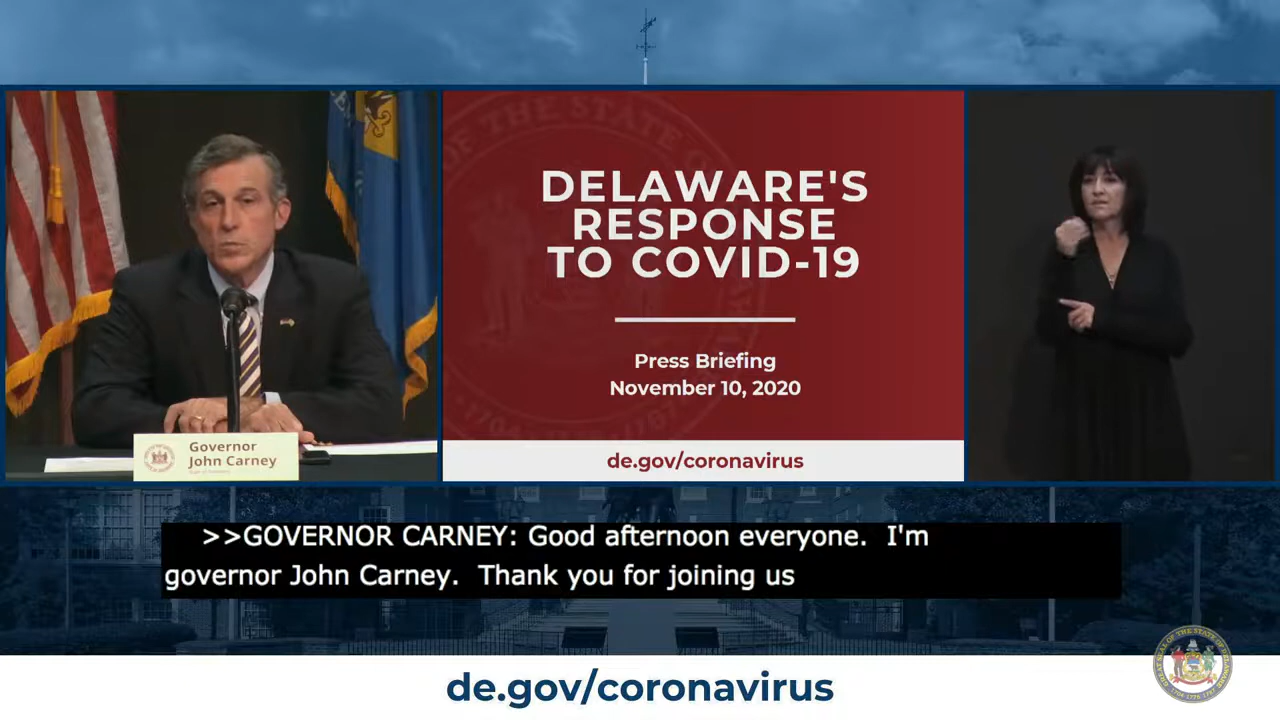 DELAWARE'S
RESPONSE
TO COVID-19
Press Briefing
November 10, 2020
de.gov/coronavirus
Governor
John Carney
>>GOVERNOR CARNEY: Good afternoon everyone.  I'm
governor John Carney.  Thank you for joining us
de.gov/coronavirus